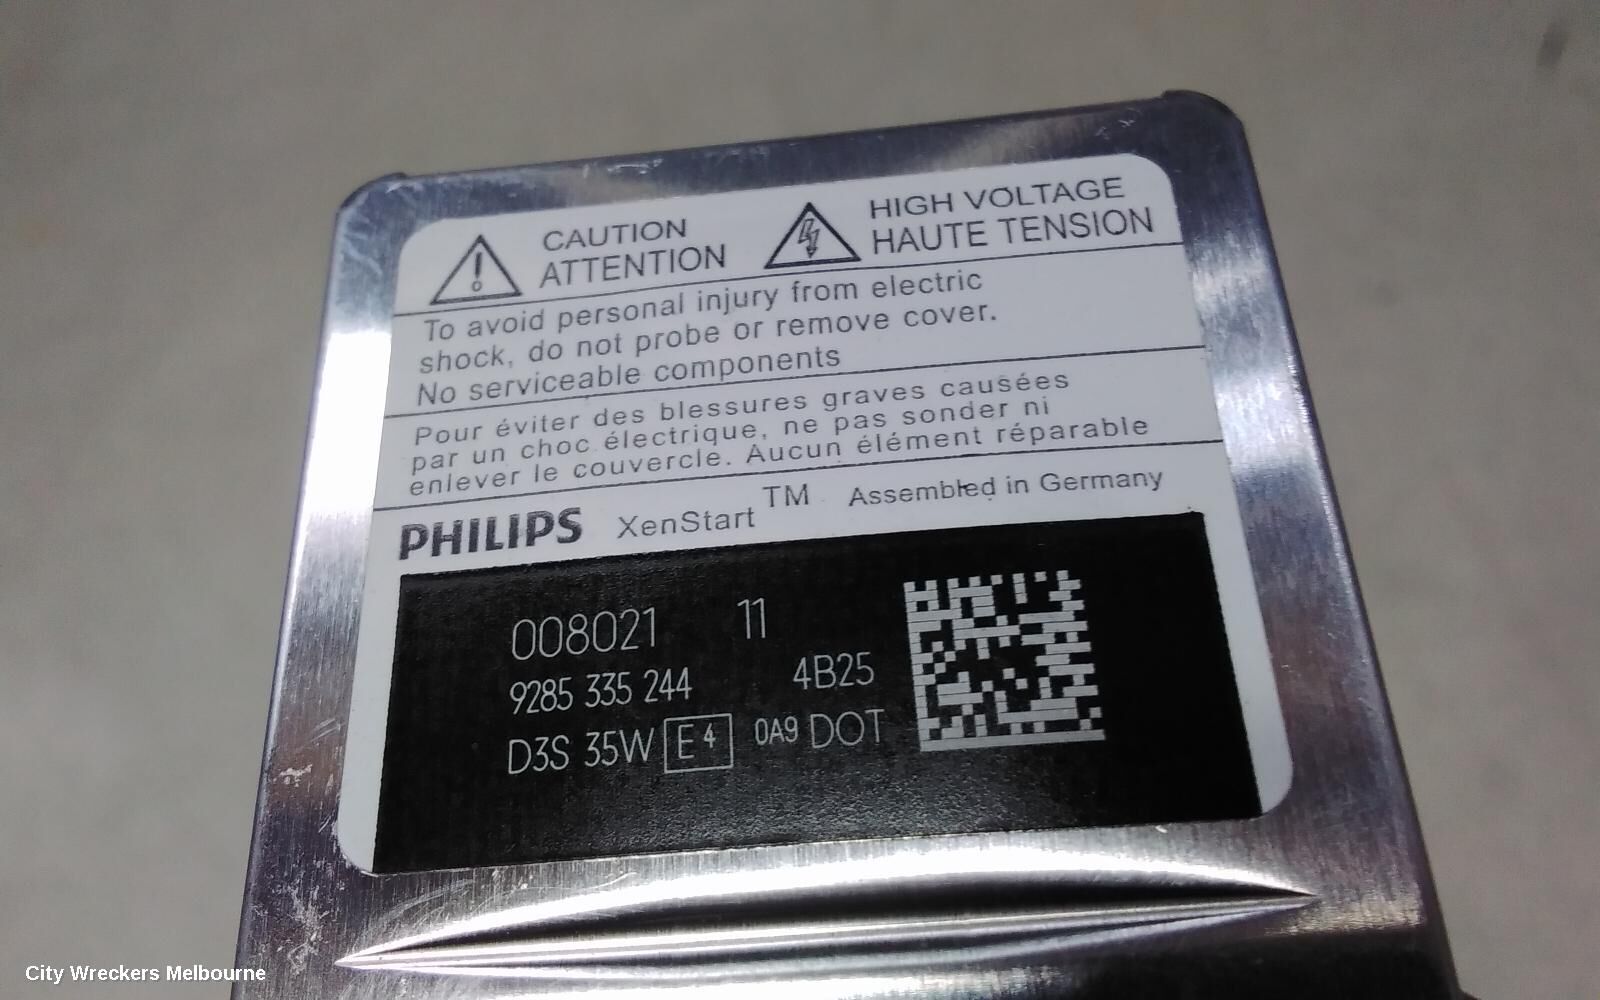 CAUTION
ATTENTION
HIGH VOLTAGE
HAUTE TENSION
To avoid personal injury from electric
shock, do not probe or remove cover.
No serviceable components
Pour éviter des blessures graves causées
par un choc électrique, ne pas sonder ni
enlever le couvercle. Aucun élément réparable
PHILIPS XenStart TM Assembled in Germany
008021 11
9285 335 244 4B25
D3S 35W E4 0A9 DOT
City Wreckers Melbourne